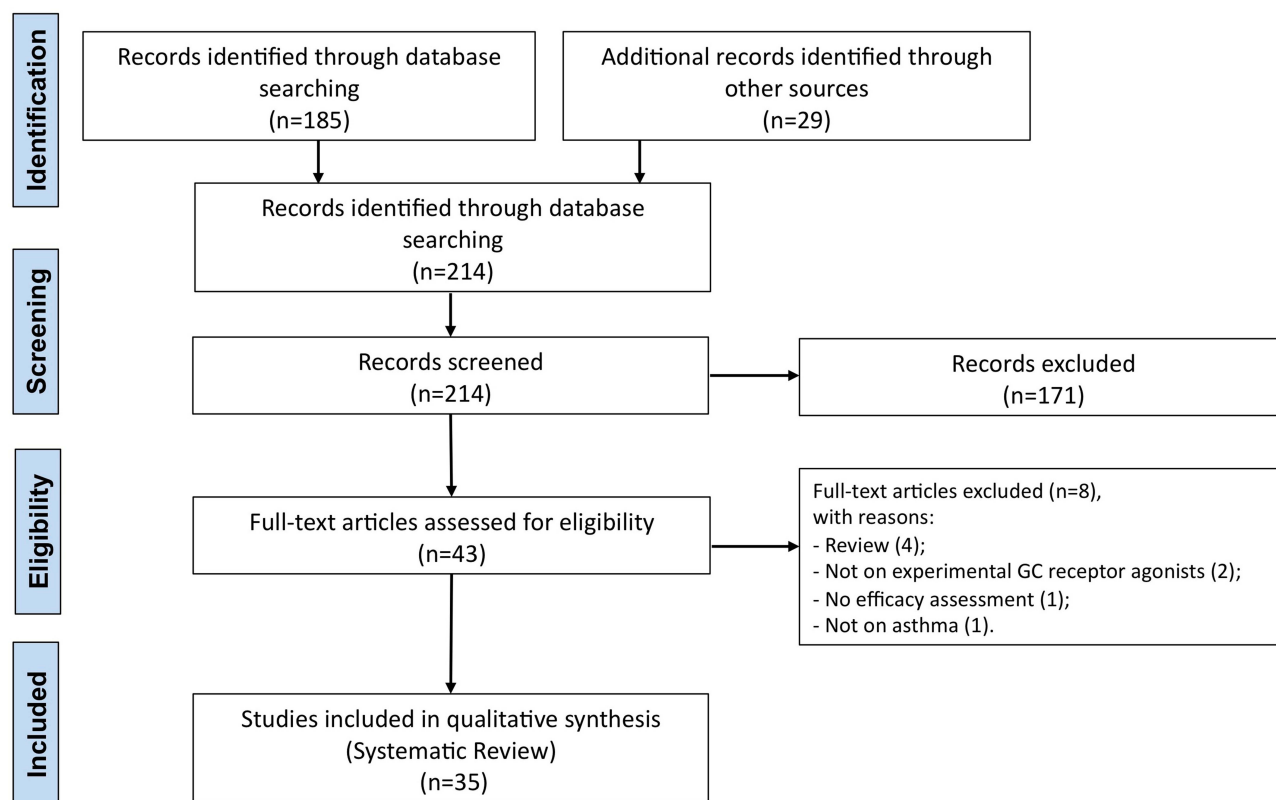 Identification
Records identified through database
searching
(n=185)
Additional records identified through
other sources
(n=29)
Records identified through database
searching
(n=214)
Screening
Records screened
(n=214)
Records excluded
(n=171)
Eligibility
Full-text articles assessed for eligibility
(n=43)
Full-text articles excluded (n=8),
with reasons:
- Review (4);
- Not on experimental GC receptor agonists (2);
- No efficacy assessment (1);
- Not on asthma (1).
Included
Studies included in qualitative synthesis
(Systematic Review)
(n=35)